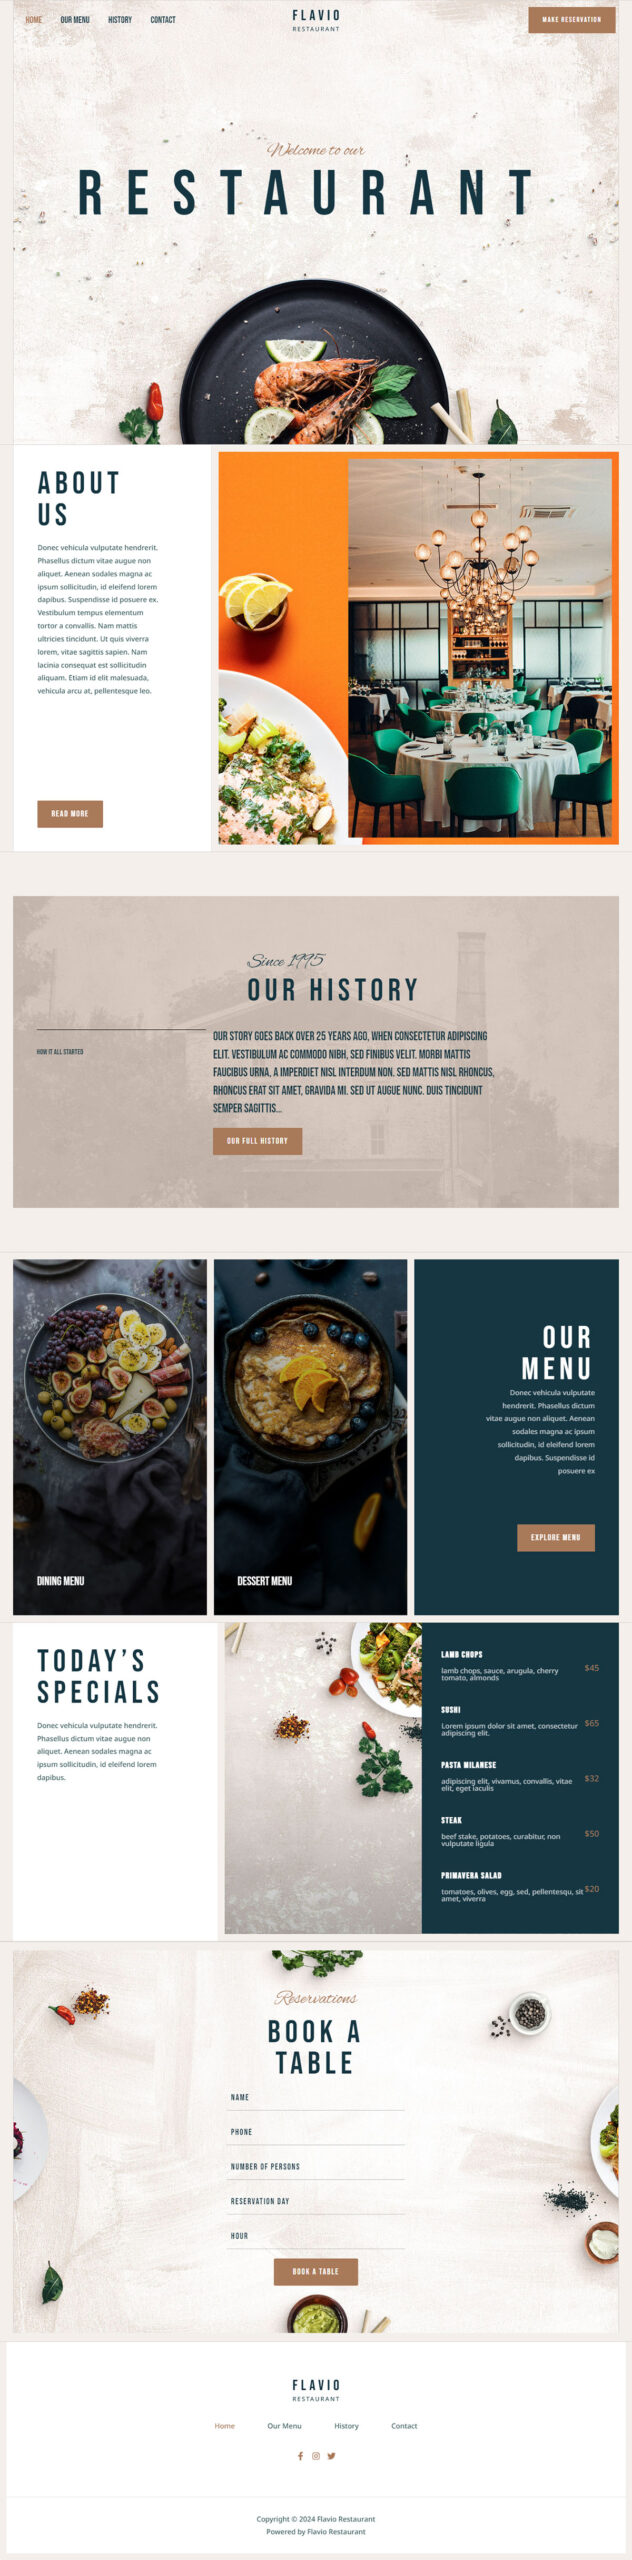 HOME
OUR MENU
HISTORY
CONTACT
FLAVIO
RESTAURANT
MAKE RESERVATION
Welcome to our
RESTAURANT
ABOUT
US
Donec vehicula vulputate hendrerit.
Phasellus dictum vitae augue non
aliquet. Aenean sodales magna ac
ipsum sollicitudin, id eleifend lorem
dapibus. Suspendisse id posuere ex.
Vestibulum tempus elementum
tortor a convallis. Nam mattis
ultricies tincidunt. Ut quis viverra
lorem, vitae sagittis sapien. Nam
lacinia consequat est sollicitudin
aliquam. Etiam id elit malesuada,
vehicula arcu at, pellentesque leo.
READ MORE
Since 1995
OUR HISTORY
HOW IT ALL STARTED
OUR STORY GOES BACK OVER 25 YEARS AGO, WHEN CONSECTETUR ADIPISCING
ELIT. VESTIBULUM AC COMMODO NIBH, SED FINIBUS VELIT. MORBI MATTIS
FAUCIBUS URNA, A IMPERDIET NISL INTERDUM NON. SED MATTIS NISL RHONCUS,
RHONCUS ERAT SIT AMET, GRAVIDA MI. SED UT AUGUE NUNC. DUIS TINCIDUNT
SEMPER SAGITTIS...
OUR FULL HISTORY
DINING MENU
DESSERT MENU
OUR
MENU
Donec vehicula vulputate
hendrerit. Phasellus dictum
vitae augue non aliquet. Aenean
sodales magna ac ipsum
sollicitudin, id eleifend lorem
dapibus. Suspendisse id
posuere ex
EXPLORE MENU
TODAY'S
SPECIALS
Donec vehicula vulputate hendrerit.
Phasellus dictum vitae augue non
aliquet. Aenean sodales magna ac
ipsum sollicitudin, id eleifend lorem
dapibus.
LAMB CHOPS
lamb chops, sauce, arugula, cherry
tomato, almonds
$45
SUSHI
Lorem ipsum dolor sit amet, consectetur
adipiscing elit.
$65
PASTA MILANESE
adipiscing elit, vivamus, convallis, vitae
elit, eget iaculis
$32
STEAK
beef stake, potatoes, curabitur, non
vulputate ligula
$50
PRIMAVERA SALAD
tomatoes, olives, egg, sed, pellentesqu, sit
amet, viverra
$20
Reservations
BOOK A
TABLE
NAME
PHONE
NUMBER OF PERSONS
RESERVATION DAY
HOUR
BOOK A TABLE
FLAVIO
RESTAURANT
Home
Our Menu
History
Contact
Copyright © 2024 Flavio Restaurant
Powered by Flavio Restaurant